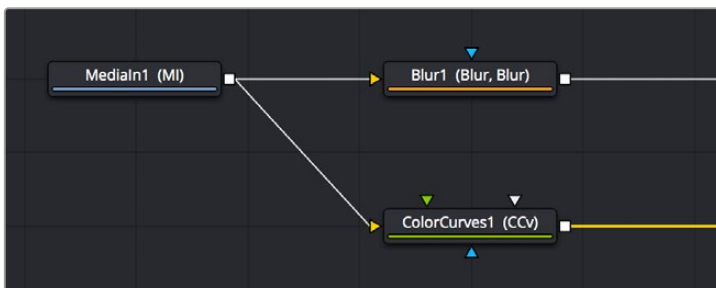 MediaIn1 (MI)
Blur1 (Blur, Blur)
ColorCurves1 (CCv)